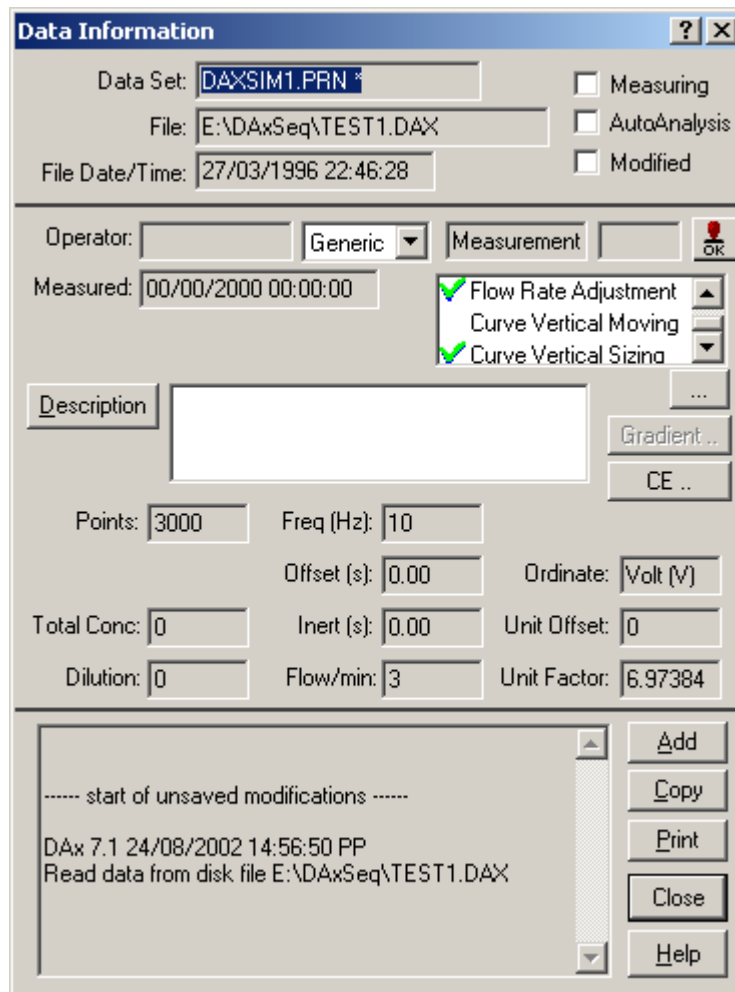 Data Information
Data Set: DAXSIM1.PRN *
Measuring
File: E:\DAxSeq\TEST1.DAX
AutoAnalysis
File Date/Time: 27/03/1996 22:46:28
Modified
Operator: Generic Measurement OK
Measured: 00/00/2000 00:00:00
Flow Rate Adjustment
Curve Vertical Moving
Curve Vertical Sizing
...
Description
Gradient ..
CE ..
Points: 3000 Freq (Hz): 10
Offset (s): 0.00 Ordinate: Volt (V)
Total Conc: 0 Inert (s): 0.00 Unit Offset: 0
Dilution: 0 Flow/min: 3 Unit Factor: 6.97384
------ start of unsaved modifications ------
DAx 7.1 24/08/2002 14:56:50 PP
Read data from disk file E:\DAxSeq\TEST1.DAX
Add
Copy
Print
Close
Help